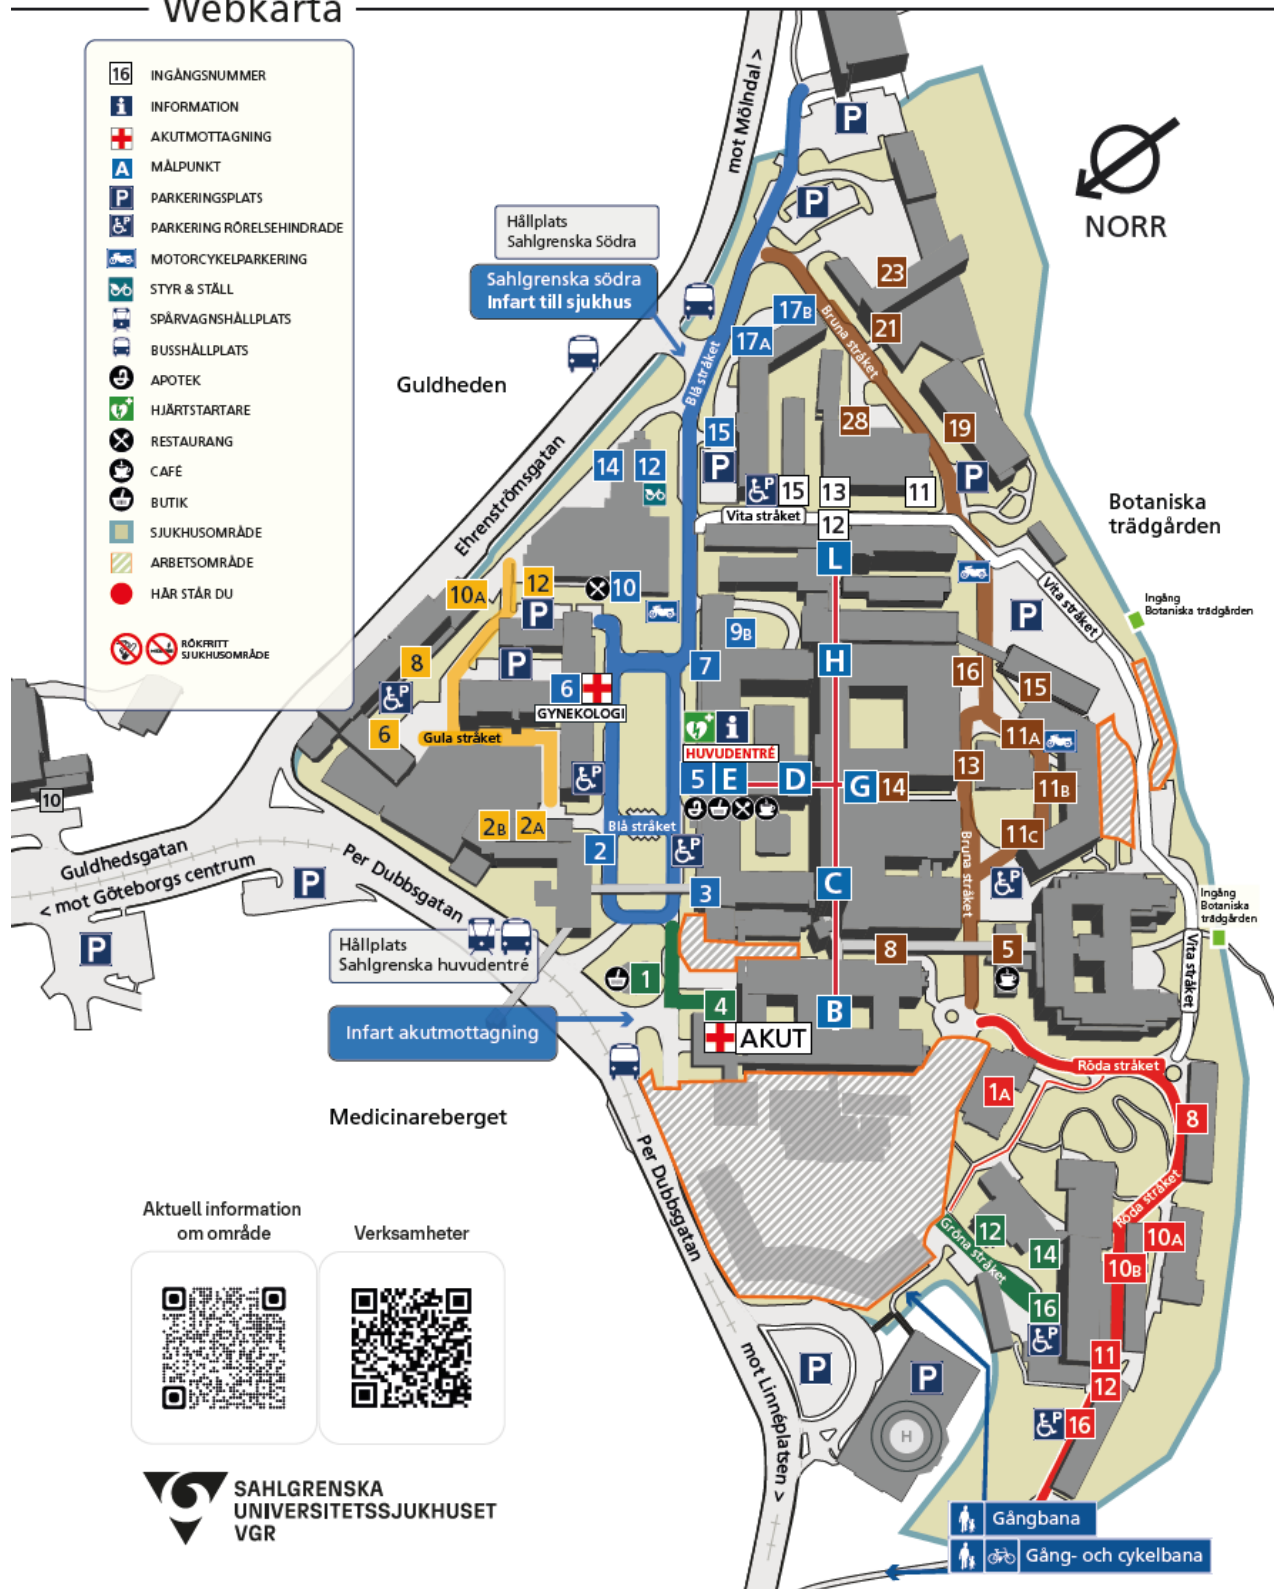 Webkarta
16 INGÅNGSNUMMER
i INFORMATION
AKUTMOTTAGNING
A MÅLPUNKT
P PARKERINGSPLATS
P PARKERING RÖRELSEHINDRADE
MOTORCYKELPARKERING
STYR & STÄLL
SPÅRVAGNSHÅLLPLATS
BUSSHÅLLPLATS
APOTEK
HJÄRTSTARTARE
RESTAURANG
CAFÉ
BUTIK
SJUKHUSOMRÅDE
ARBETSOMRÅDE
HÄR STÅR DU
RÖKFRITT
SJUKHUSOMRÅDE
mot Mölndal >
P
P
NORR
Hållplats
Sahlgrenska Södra
Sahlgrenska södra
Infart till sjukhus
23
17B
21
17A
Bruna stråket
Blå stråket
Guldheden
28
19
15
P
14
12
P
P
15
13
11
Botaniska
trädgården
Vita stråket
12
Ehrenströmsgatan
L
10A
12
P
10
P
Vita stråket
Ingång
Botaniska trädgården
9B
8
P
7
H
16
15
P
6
GYNEKOLOGI
6
Gula stråket
i
HUVUDENTRÉ
11A
13
P
5
E
D
G
14
11B
10
2B
2A
Blå stråket
11C
Bruna stråket
Guldhedsgatan
< mot Göteborgs centrum
Per Dubbsgatan
2
P
P
3
C
P
Ingång
Botaniska
trädgården
P
Hållplats
Sahlgrenska huvudentré
8
5
Vita stråket
1
4
B
Infart akutmottagning
AKUT
Röda stråket
1A
8
Medicinareberget
Per Dubbsgatan
Röda stråket
Aktuell information
om område
Verksamheter
Gröna stråket
12
14
10A
10B
16
P
11
12
P
16
mot Linnéplatsen >
P
P
H
SAHLGRENSKA
UNIVERSITETSSJUKHUSET
VGR
Gångbana
Gång- och cykelbana